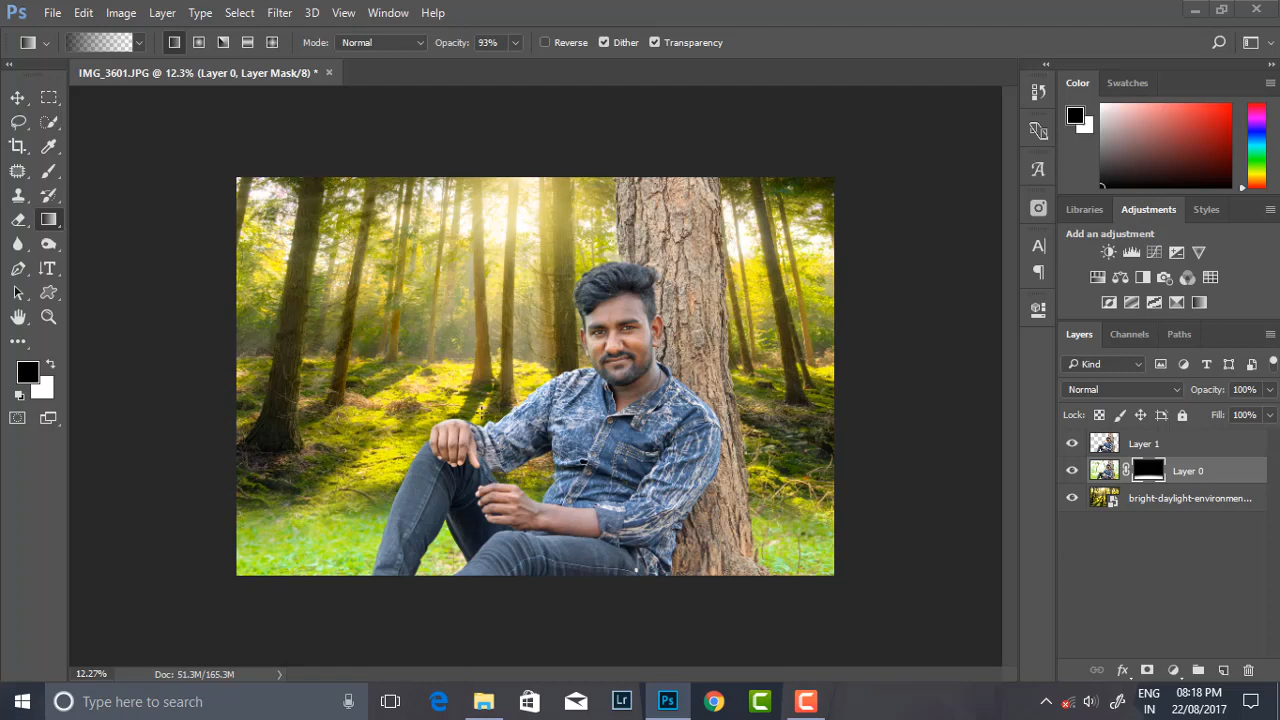 Ps File Edit Image Layer Type Select Filter 3D View Window Help
Mode: Normal Opacity: 93% Reverse Dither Transparency
IMG_3601.JPG @ 12.3% (Layer 0, Layer Mask/8) *
Color Swatches
Libraries Adjustments Styles
Add an adjustment
Layers Channels Paths
Kind
Normal Opacity: 100%
Lock: Fill: 100%
Layer 1
Layer 0
bright-daylight-environmen...
12.27% Doc: 51.3M/165.3M
Type here to search
Lr Ps
ENG 08:18 PM
IN 22/08/2017